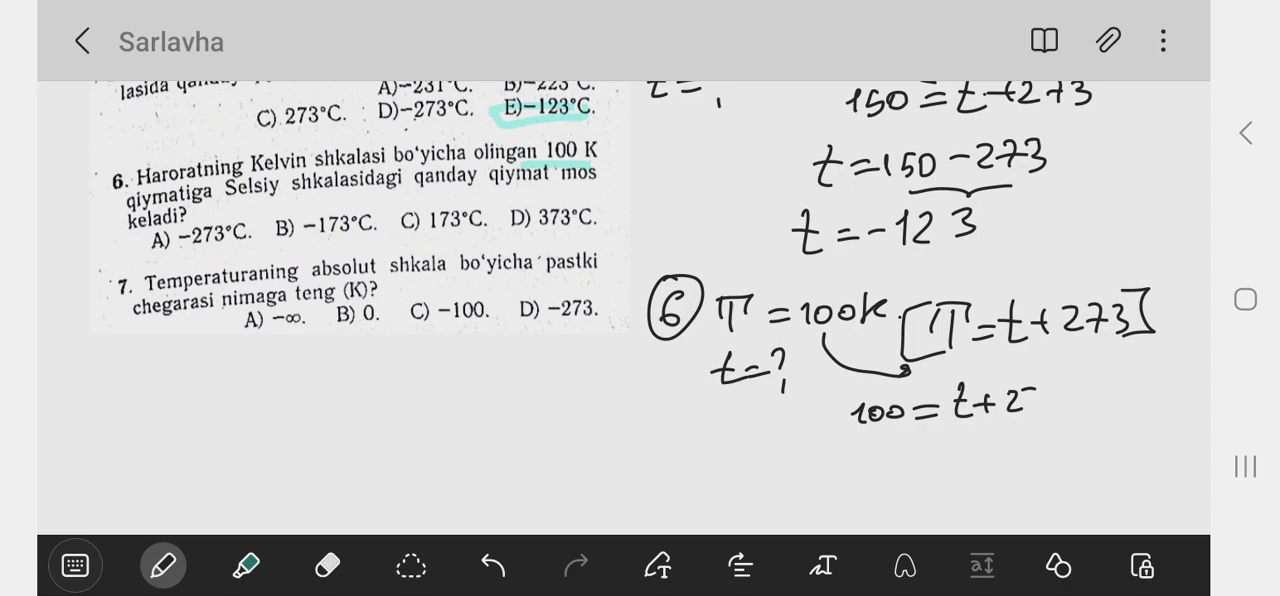 Sarlavha
lasida
A)−231°C. B)−223°C.
C) 273°C. D)−273°C. E)−123°C.
6. Haroratning Kelvin shkalasi bo‘yicha olingan 100 K
qiymatiga Selsiy shkalasidagi qanday qiymat mos
keladi?
A) −273°C. B) −173°C. C) 173°C. D) 373°C.
7. Temperaturaning absolut shkala bo‘yicha pastki
chegarasi nimaga teng (K)?
A) −∞. B) 0. C) −100. D) −273.
t=?
150=t+273
t=150−273
t=−123
6 T=100K. [T=t+273]
t=?
100=t+2